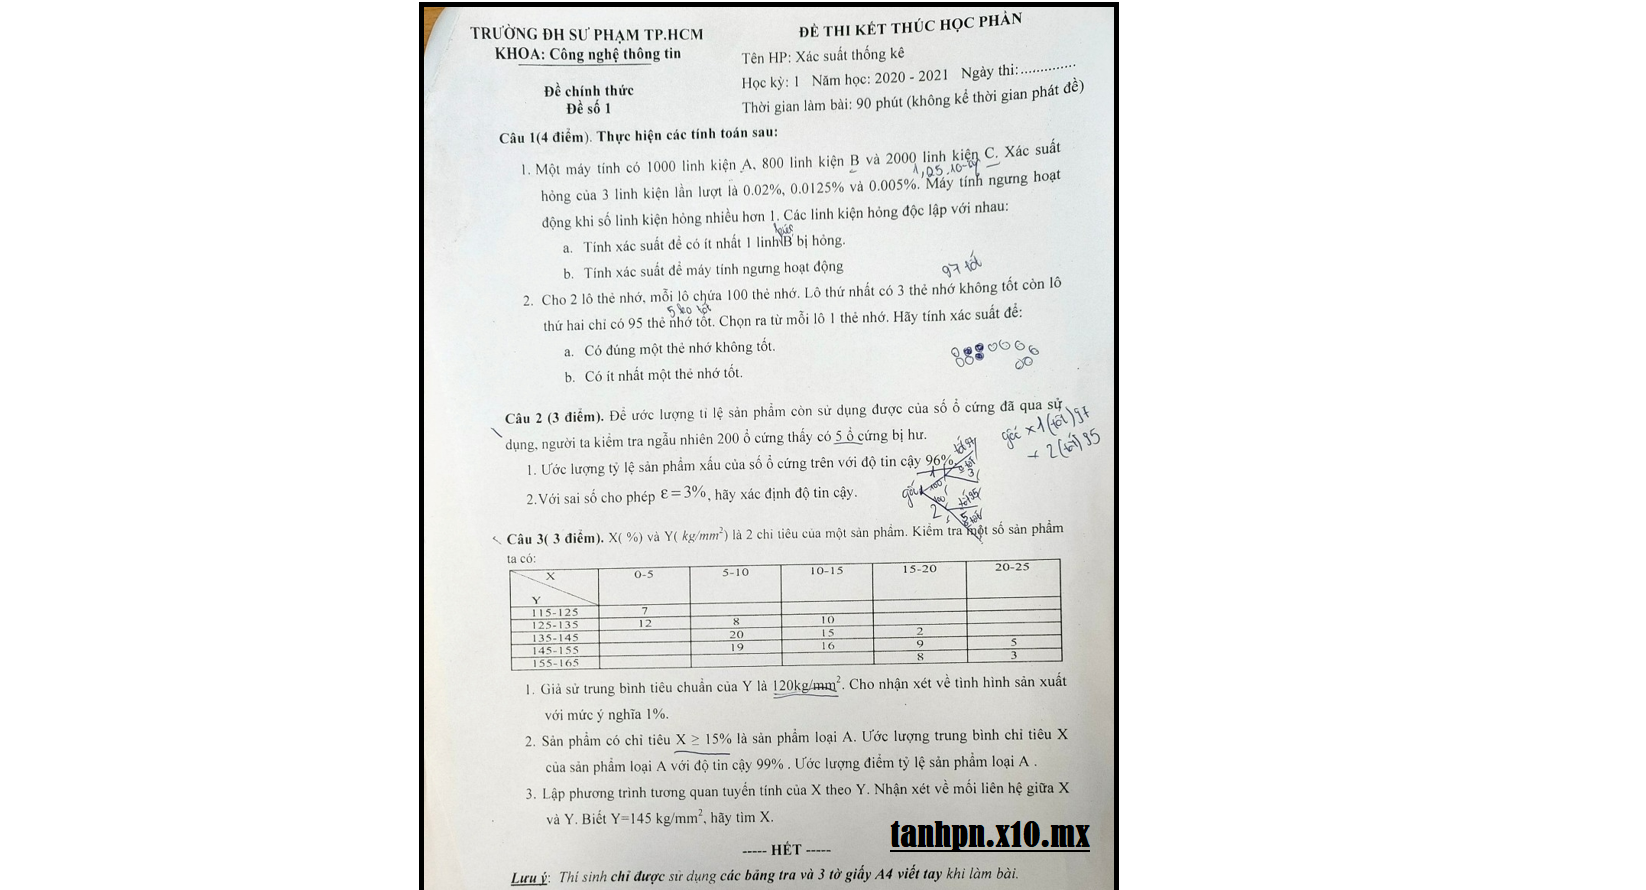 TRƯỜNG ĐH SƯ PHẠM TP.HCM
KHOA: Công nghệ thông tin
Đề chính thức
Đề số 1
ĐỀ THI KẾT THÚC HỌC PHẦN
Tên HP: Xác suất thống kê
Học kỳ: 1 Năm học: 2020 - 2021 Ngày thi:..............
Thời gian làm bài: 90 phút (không kể thời gian phát đề)
Câu 1(4 điểm). Thực hiện các tính toán sau:
1. Một máy tính có 1000 linh kiện A, 800 linh kiện B và 2000 linh kiện C. Xác suất
hỏng của 3 linh kiện lần lượt là 0.02%, 0.0125% và 0.005%. Máy tính ngưng hoạt
động khi số linh kiện hỏng nhiều hơn 1. Các linh kiện hỏng độc lập với nhau:
a. Tính xác suất để có ít nhất 1 linh B bị hỏng.
kiện
b. Tính xác suất để máy tính ngưng hoạt động
97 tốt
2. Cho 2 lô thẻ nhớ, mỗi lô chứa 100 thẻ nhớ. Lô thứ nhất có 3 thẻ nhớ không tốt còn lô
5 ko tốt
thứ hai chỉ có 95 thẻ nhớ tốt. Chọn ra từ mỗi lô 1 thẻ nhớ. Hãy tính xác suất để:
a. Có đúng một thẻ nhớ không tốt.
b. Có ít nhất một thẻ nhớ tốt.
Câu 2 (3 điểm). Để ước lượng tỉ lệ sản phẩm còn sử dụng được của số ổ cứng đã qua sử
dụng, người ta kiểm tra ngẫu nhiên 200 ổ cứng thấy có 5 ổ cứng bị hư.
gốc x 1 (tốt) 97
+ 2 (tốt) 95
1. Ước lượng tỷ lệ sản phẩm xấu của số ổ cứng trên với độ tin cậy 96%.
2.Với sai số cho phép ε=3%, hãy xác định độ tin cậy.
gốc
Câu 3( 3 điểm). X( %) và Y( kg/mm²) là 2 chỉ tiêu của một sản phẩm. Kiểm tra một số sản phẩm
ta có:
X 0-5 5-10 10-15 15-20 20-25
Y
115-125 7
125-135 12 8 10
135-145 20 15 2
145-155 19 16 9 5
155-165 8 3
1. Giả sử trung bình tiêu chuẩn của Y là 120kg/mm². Cho nhận xét về tình hình sản xuất
với mức ý nghĩa 1%.
2. Sản phẩm có chỉ tiêu X ≥ 15% là sản phẩm loại A. Ước lượng trung bình chỉ tiêu X
của sản phẩm loại A với độ tin cậy 99% . Ước lượng điểm tỷ lệ sản phẩm loại A .
3. Lập phương trình tương quan tuyến tính của X theo Y. Nhận xét về mối liên hệ giữa X
và Y. Biết Y=145 kg/mm², hãy tìm X.
tanhpn.x10.mx
----- HẾT -----
Lưu ý: Thí sinh chỉ được sử dụng các bảng tra và 3 tờ giấy A4 viết tay khi làm bài.